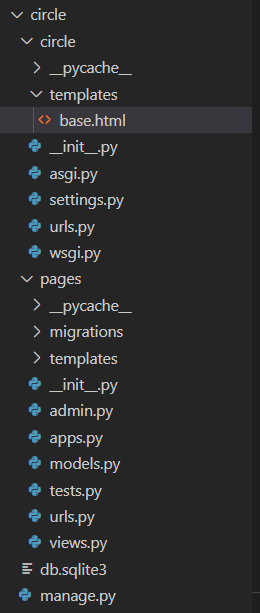 circle
circle
__pycache__
templates
<> base.html
__init__.py
asgi.py
settings.py
urls.py
wsgi.py
pages
__pycache__
migrations
templates
__init__.py
admin.py
apps.py
models.py
tests.py
urls.py
views.py
db.sqlite3
manage.py